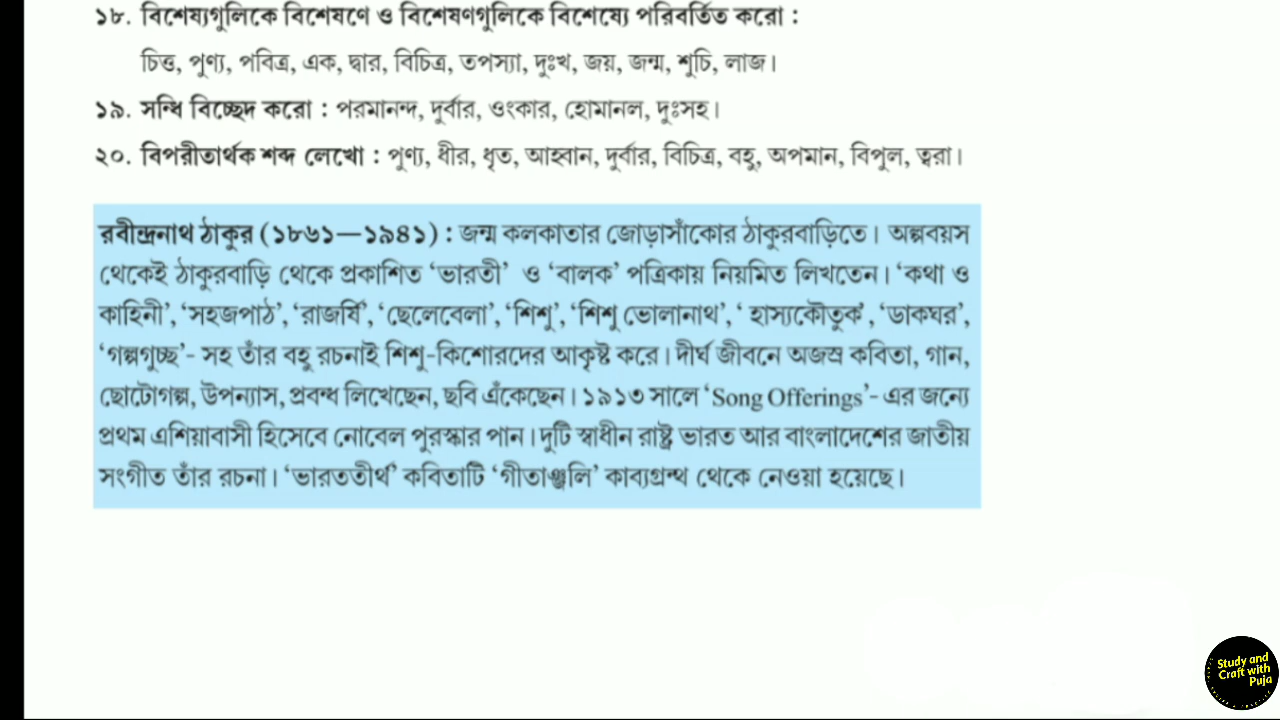 ১৮. বিশেষ্যগুলিকে বিশেষণে ও বিশেষণগুলিকে বিশেষ্যে পরিবর্তিত করো :
চিত্ত, পুণ্য, পবিত্র, এক, দ্বার, বিচিত্র, তপস্যা, দুঃখ, জয়, জন্ম, শুচি, লাজ।
১৯. সন্ধি বিচ্ছেদ করো : পরমানন্দ, দুর্বার, ওংকার, হোমানল, দুঃসহ।
২০. বিপরীতার্থক শব্দ লেখো : পুণ্য, ধীর, ধৃত, আহ্বান, দুর্বার, বিচিত্র, বহু, অপমান, বিপুল, ত্বরা।
রবীন্দ্রনাথ ঠাকুর (১৮৬১—১৯৪১) : জন্ম কলকাতার জোড়াসাঁকোর ঠাকুরবাড়িতে। অল্পবয়স
থেকেই ঠাকুরবাড়ি থেকে প্রকাশিত ‘ভারতী’ ও ‘বালক’ পত্রিকায় নিয়মিত লিখতেন। ‘কথা ও
কাহিনী’, ‘সহজপাঠ’, ‘রাজর্ষি’, ‘ছেলেবেলা’, ‘শিশু’, ‘শিশু ভোলানাথ’, ‘হাস্যকৌতুক’, ‘ডাকঘর’,
‘গল্পগুচ্ছ’- সহ তাঁর বহু রচনাই শিশু-কিশোরদের আকৃষ্ট করে। দীর্ঘ জীবনে অজস্র কবিতা, গান,
ছোটোগল্প, উপন্যাস, প্রবন্ধ লিখেছেন, ছবি এঁকেছেন। ১৯১৩ সালে ‘Song Offerings’- এর জন্যে
প্রথম এশিয়াবাসী হিসেবে নোবেল পুরস্কার পান। দুটি স্বাধীন রাষ্ট্র ভারত আর বাংলাদেশের জাতীয়
সংগীত তাঁর রচনা। ‘ভারততীর্থ’ কবিতাটি ‘গীতাঞ্জলি’ কাব্যগ্রন্থ থেকে নেওয়া হয়েছে।
Study and
Craft with
Puja